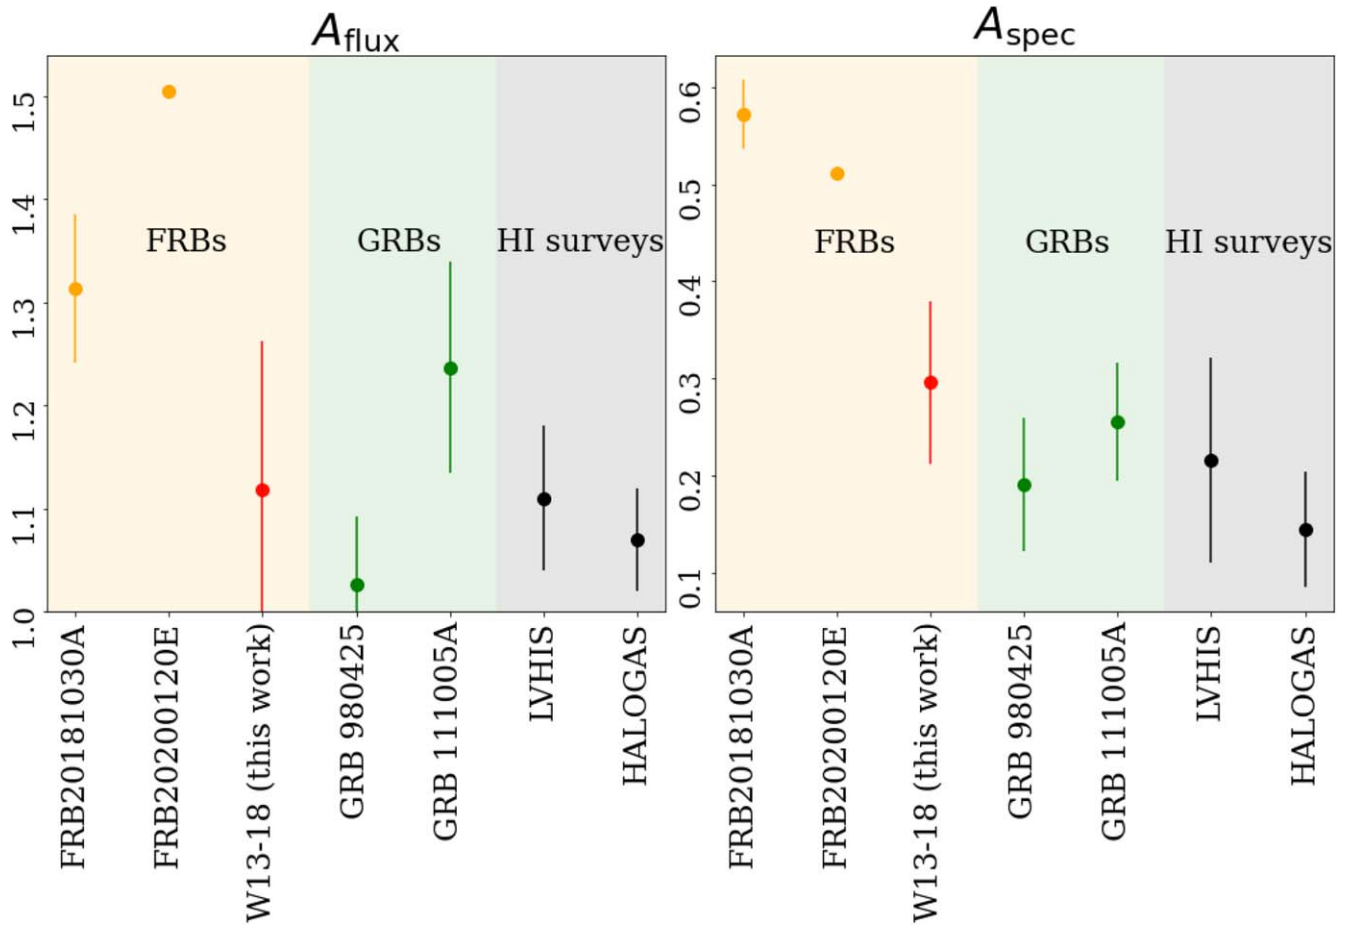 Aflux
1.5
1.4
1.3
1.2
1.1
1.0
FRBs
GRBs
HI surveys
FRB20181030A
FRB20200120E
W13-18 (this work)
GRB 980425
GRB 111005A
LVHIS
HALOGAS
Aspec
0.6
0.5
0.4
0.3
0.2
0.1
FRBs
GRBs
HI surveys
FRB20181030A
FRB20200120E
W13-18 (this work)
GRB 980425
GRB 111005A
LVHIS
HALOGAS